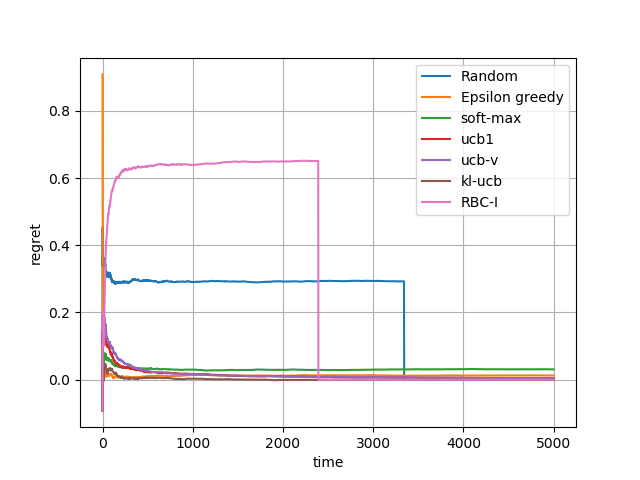 Random
Epsilon greedy
soft-max
ucb1
ucb-v
kl-ucb
RBC-I
regret
0.8
0.6
0.4
0.2
0.0
0 1000 2000 3000 4000 5000
time